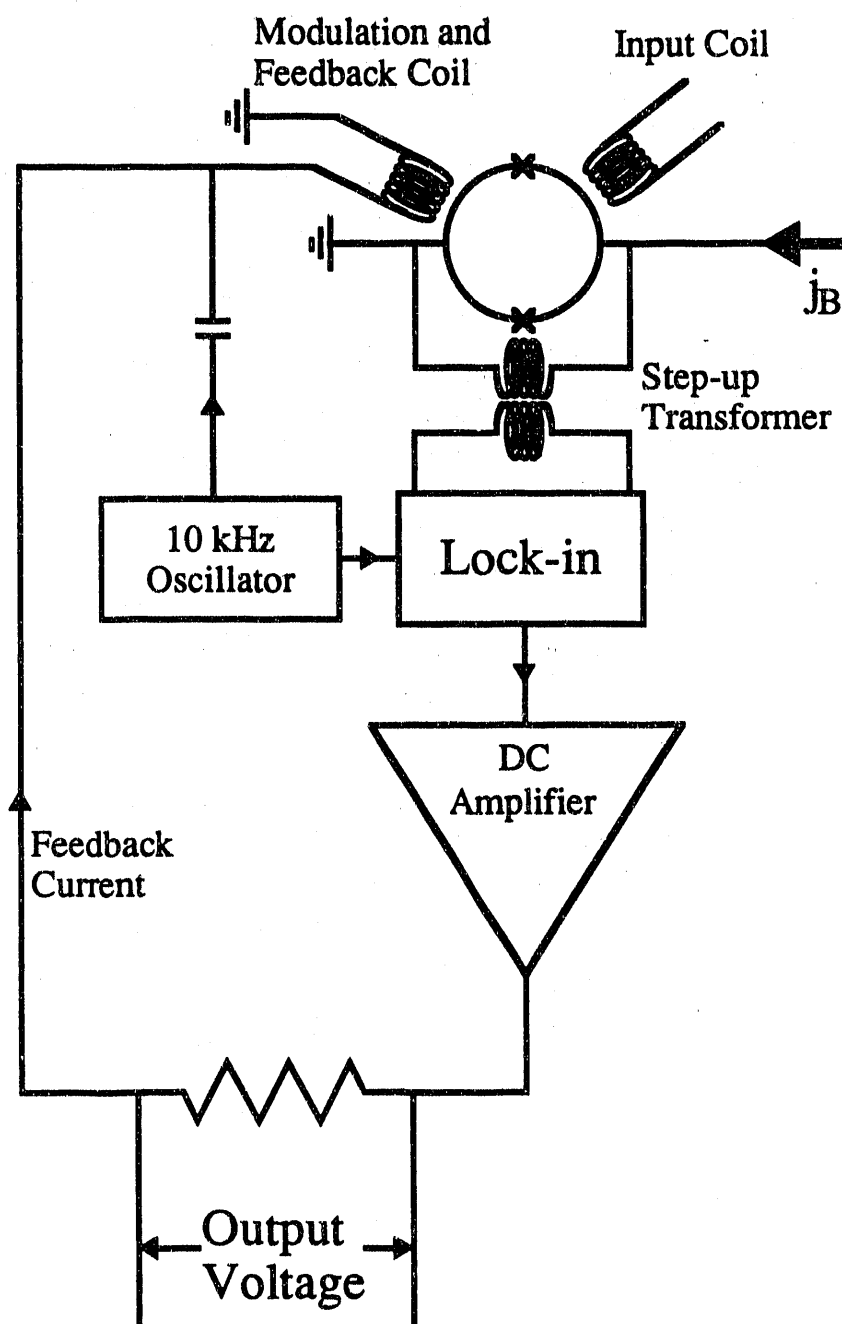 Modulation and
Feedback Coil
Input Coil
jB
Step-up
Transformer
10 kHz
Oscillator
Lock-in
DC
Amplifier
Feedback
Current
Output
Voltage